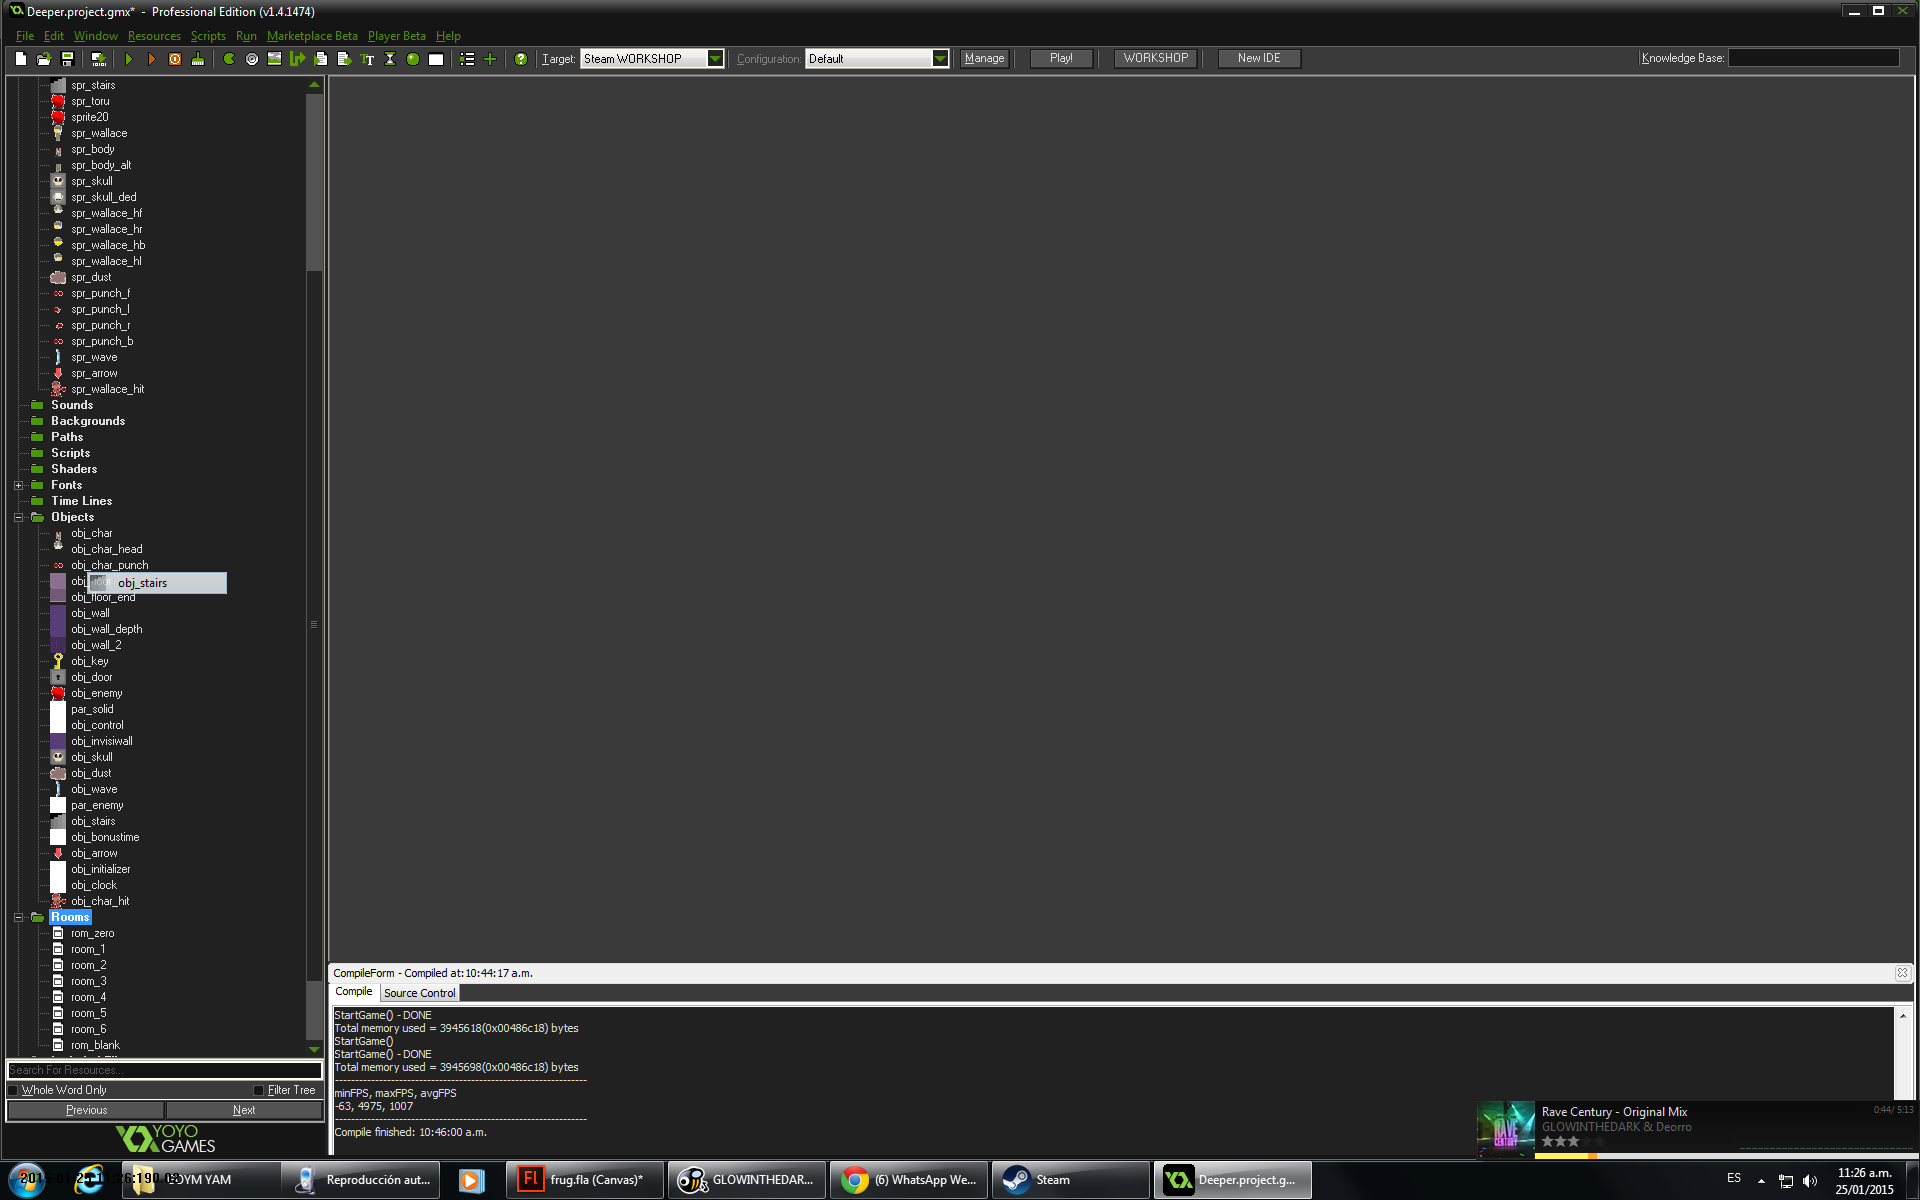 Deeper.project.gmx* - Professional Edition (v1.4.1474)
File Edit Window Resources Scripts Run Marketplace Beta Player Beta Help
Target: Steam WORKSHOP Configuration: Default Manage Play! WORKSHOP New IDE Knowledge Base:
spr_stairs
spr_toru
sprite20
spr_wallace
spr_body
spr_body_alt
spr_skull
spr_skull_ded
spr_wallace_hf
spr_wallace_hr
spr_wallace_hb
spr_wallace_hl
spr_dust
spr_punch_f
spr_punch_l
spr_punch_r
spr_punch_b
spr_wave
spr_arrow
spr_wallace_hit
Sounds
Backgrounds
Paths
Scripts
Shaders
Fonts
Time Lines
Objects
obj_char
obj_char_head
obj_char_punch
obj_stairs
obj_floor_end
obj_wall
obj_wall_depth
obj_wall_2
obj_key
obj_door
obj_enemy
par_solid
obj_control
obj_invisiwall
obj_skull
obj_dust
obj_wave
par_enemy
obj_stairs
obj_bonustime
obj_arrow
obj_initializer
obj_clock
obj_char_hit
Rooms
rom_zero
room_1
room_2
room_3
room_4
room_5
room_6
rom_blank
Search For Resources...
Whole Word Only Filter Tree
Previous Next
YOYO GAMES
CompileForm - Compiled at:10:44:17 a.m.
Compile Source Control
StartGame() - DONE
Total memory used = 3945618(0x00486c18) bytes
StartGame()
StartGame() - DONE
Total memory used = 3945698(0x00486c18) bytes
minFPS, maxFPS, avgFPS
-63, 4975, 1007
Compile finished: 10:46:00 a.m.
RAVE CENTURY
Rave Century - Original Mix 0:44/ 5:13
GLOWINTHEDARK & Deorro
YAM Reproducción aut... Fl frug.fla (Canvas)* GLOWINTHEDAR... (6) WhatsApp We... Steam Deeper.project.g... ES 11:26 a.m.
25/01/2015